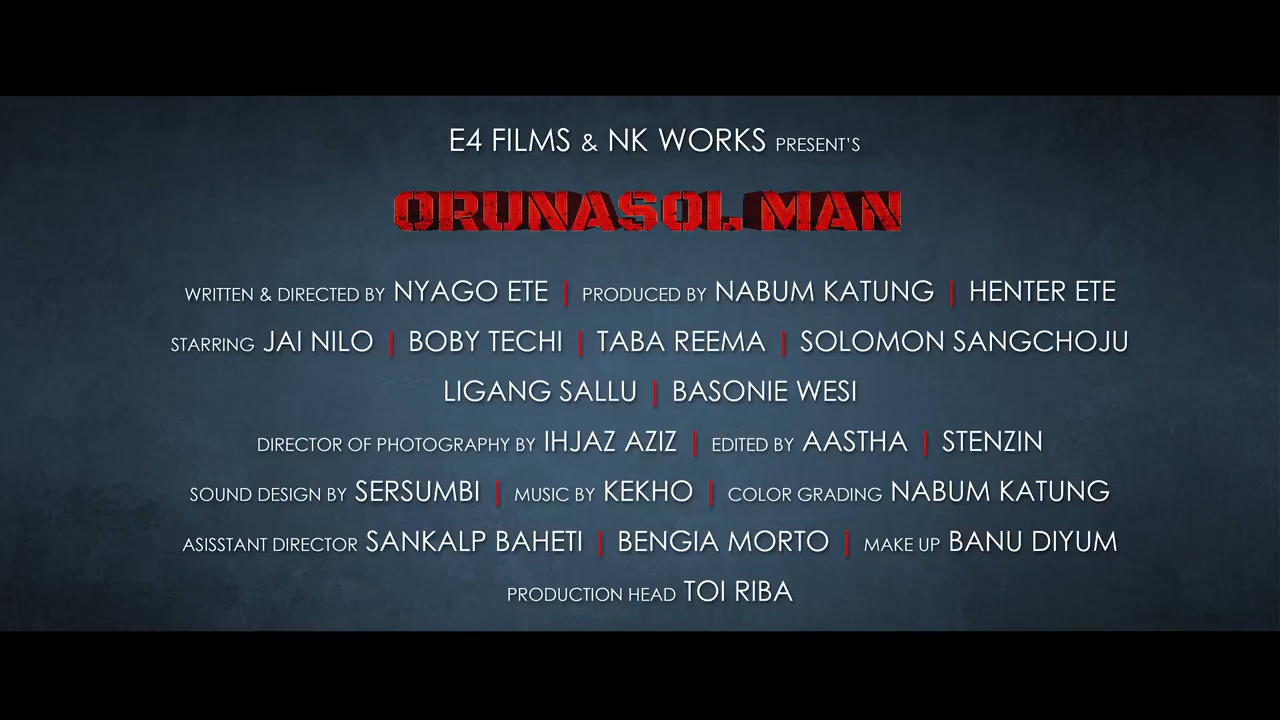 E4 FILMS & NK WORKS PRESENT'S
ORUNASOL MAN
WRITTEN & DIRECTED BY NYAGO ETE | PRODUCED BY NABUM KATUNG | HENTER ETE
STARRING JAI NILO | BOBY TECHI | TABA REEMA | SOLOMON SANGCHOJU
LIGANG SALLU | BASONIE WESI
DIRECTOR OF PHOTOGRAPHY BY IHJAZ AZIZ | EDITED BY AASTHA | STENZIN
SOUND DESIGN BY SERSUMBI | MUSIC BY KEKHO | COLOR GRADING NABUM KATUNG
ASISSTANT DIRECTOR SANKALP BAHETI | BENGIA MORTO | MAKE UP BANU DIYUM
PRODUCTION HEAD TOI RIBA